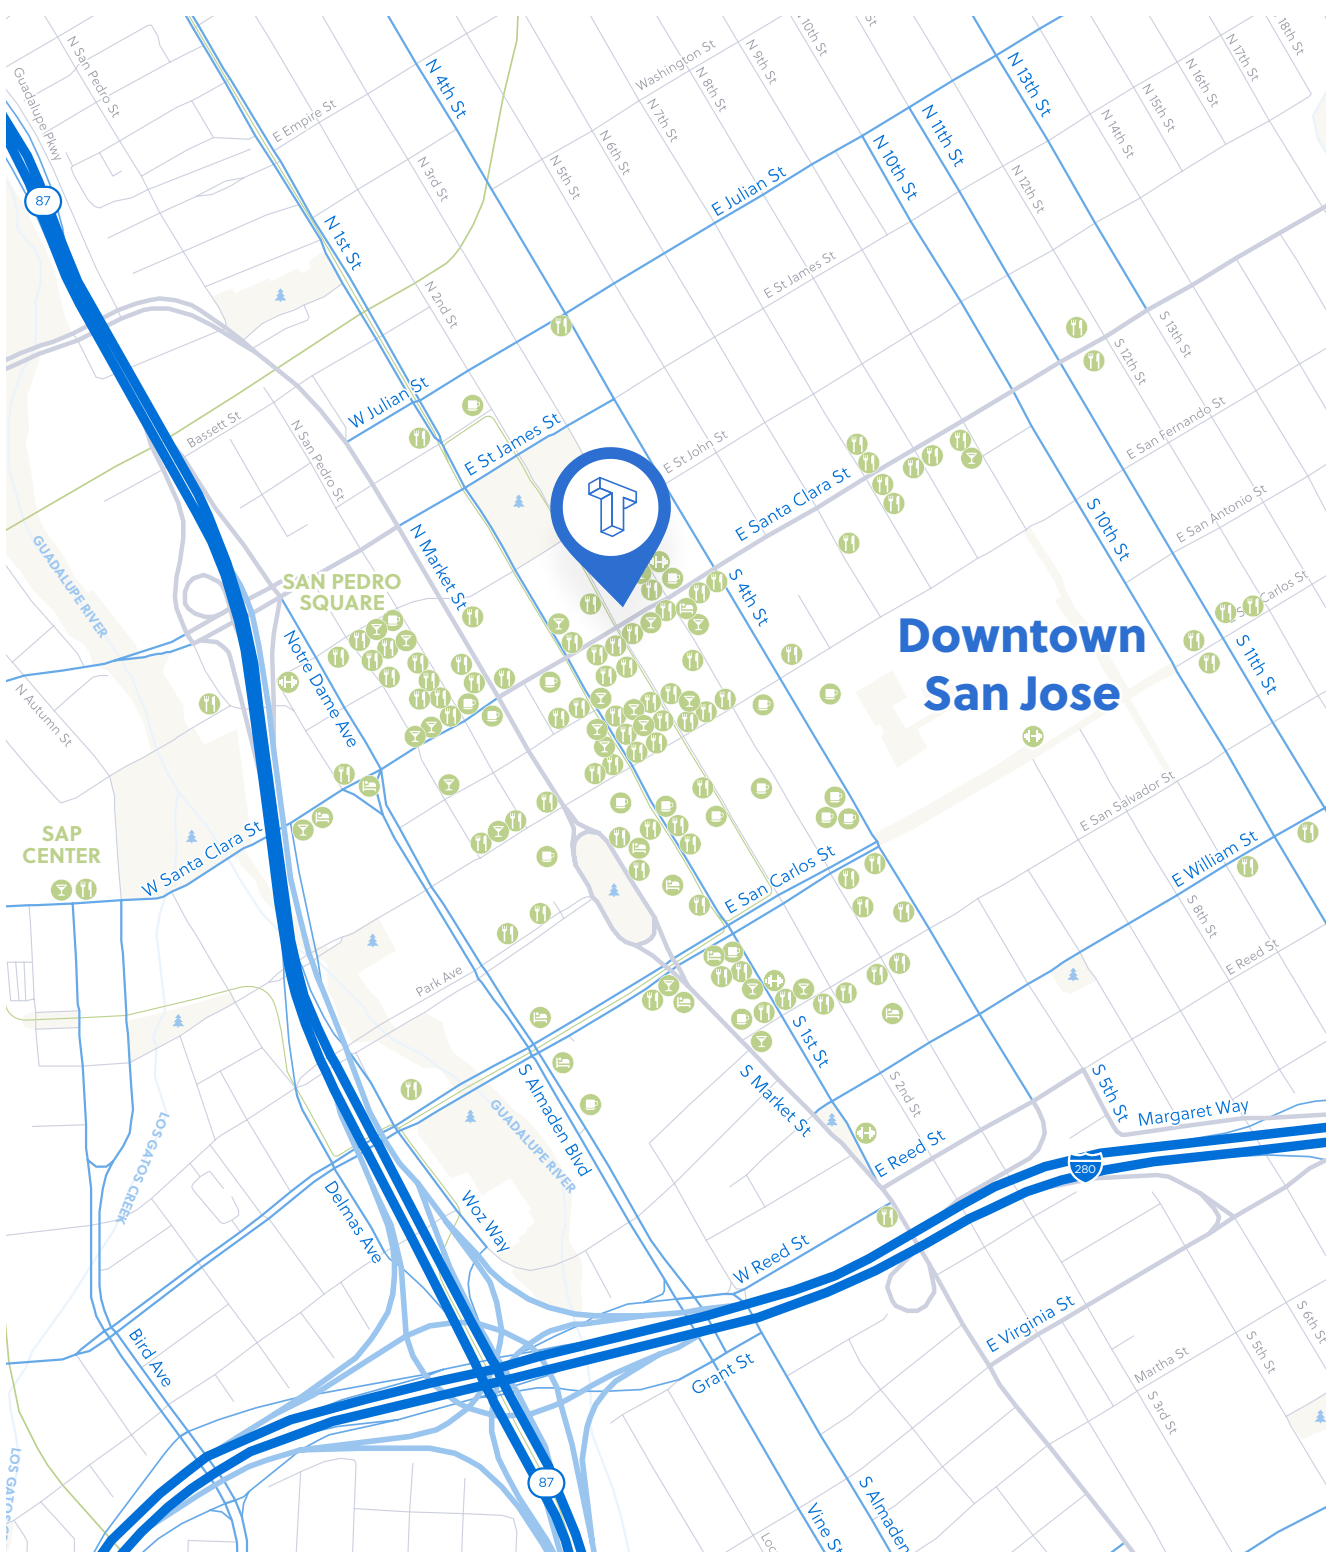 N San Pedro St
Guadalupe Pkwy
87
E Empire St
N 4th St
Washington St
N 9th St
10th St
St
N 8th St
N 7th St
N 6th St
N 5th St
N 3rd St
N 13th St
18th St
N 17th St
N 16th St
N 15th St
N 14th St
N 11th St
N 10th St
N 12th St
E Julian St
N 1st St
N 2nd St
E St James St
S 13th St
S 12th St
W Julian St
Bassett St
N San Pedro St
E St James St
E St John St
E San Fernando St
E Santa Clara St
E San Antonio St
S 10th St
N Market St
GUADALUPE RIVER
SAN PEDRO
SQUARE
S 4th St
S
Carlos St
Downtown
San Jose
S 11th St
Notre Dame Ave
N Autumn St
E San Salvador St
SAP
CENTER
W Santa Clara St
E San Carlos St
E William St
S 8th St
E Reed St
Park Ave
S 1st St
S Almaden Blvd
S Market St
S 2nd St
S 5th St
Margaret Way
GUADALUPE RIVER
LOS GATOS CREEK
E Reed St
280
Delmas Ave
Woz Way
W Reed St
E Virginia St
S 6th St
S 5th St
Bird Ave
Grant St
Martha St
S 3rd St
LOS GATOS
87
S Almaden
Vine St
Loc